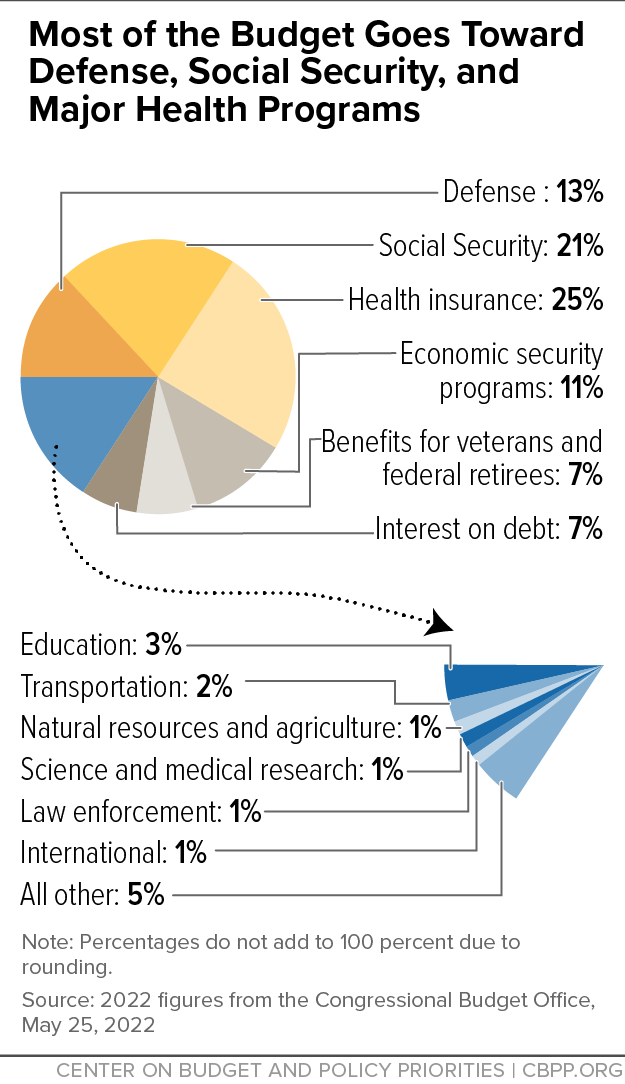 Most of the Budget Goes Toward
Defense, Social Security, and
Major Health Programs
Defense : 13%
Social Security: 21%
Health insurance: 25%
Economic security
programs: 11%
Benefits for veterans and
federal retirees: 7%
Interest on debt: 7%
Education: 3%
Transportation: 2%
Natural resources and agriculture: 1%
Science and medical research: 1%
Law enforcement: 1%
International: 1%
All other: 5%
Note: Percentages do not add to 100 percent due to
rounding.
Source: 2022 figures from the Congressional Budget Office,
May 25, 2022
CENTER ON BUDGET AND POLICY PRIORITIES | CBPP.ORG